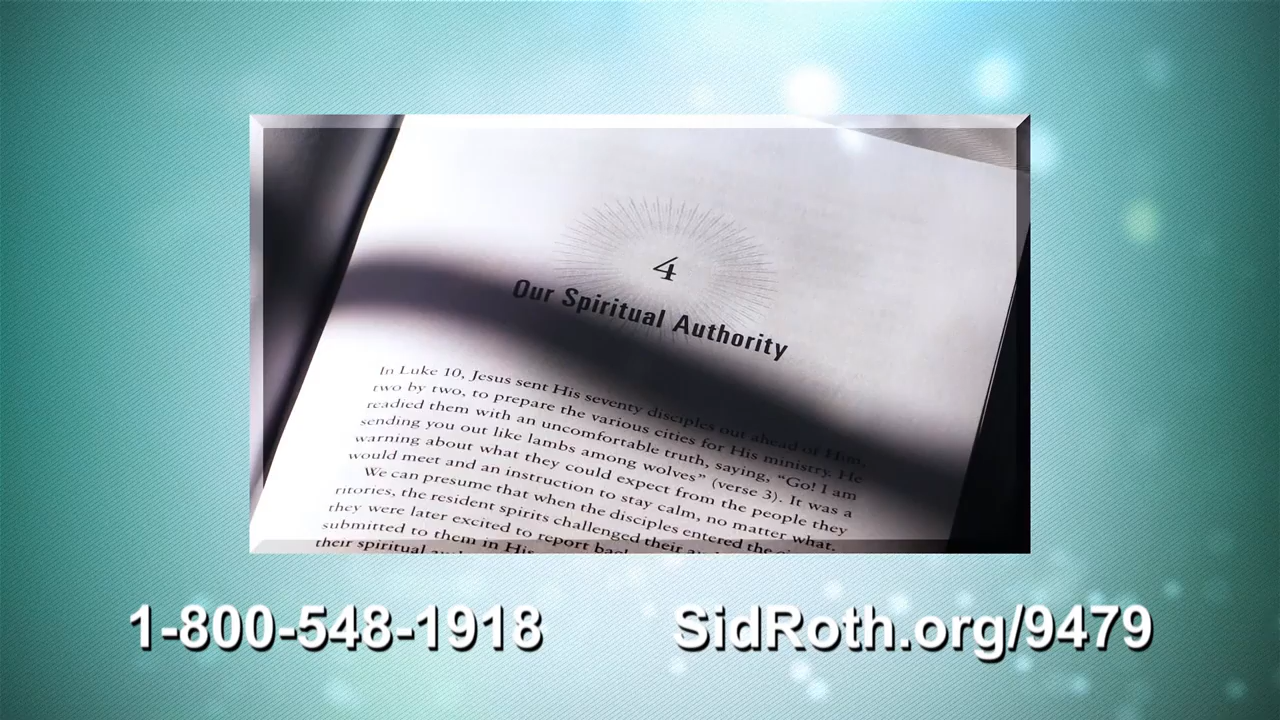 4
Our Spiritual Authority
In Luke 10, Jesus sent His seventy disciples out ahead of Him,
two by two, to prepare the various cities for His ministry. He
readied them with an uncomfortable truth, saying, "Go! I am
sending you out like lambs among wolves" (verse 3). It was a
warning about what they could expect from the people they
would meet and an instruction to stay calm, no matter what.
We can presume that when the disciples entered the
ritories, the resident spirits challenged their
they were later excited to report
submitted to them in His
their spiritual
1-800-548-1918
SidRoth.org/9479